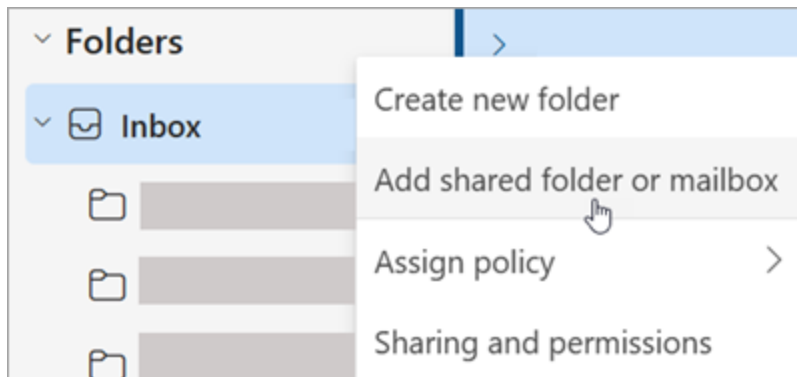 Folders
Inbox
Create new folder
Add shared folder or mailbox
Assign policy
Sharing and permissions